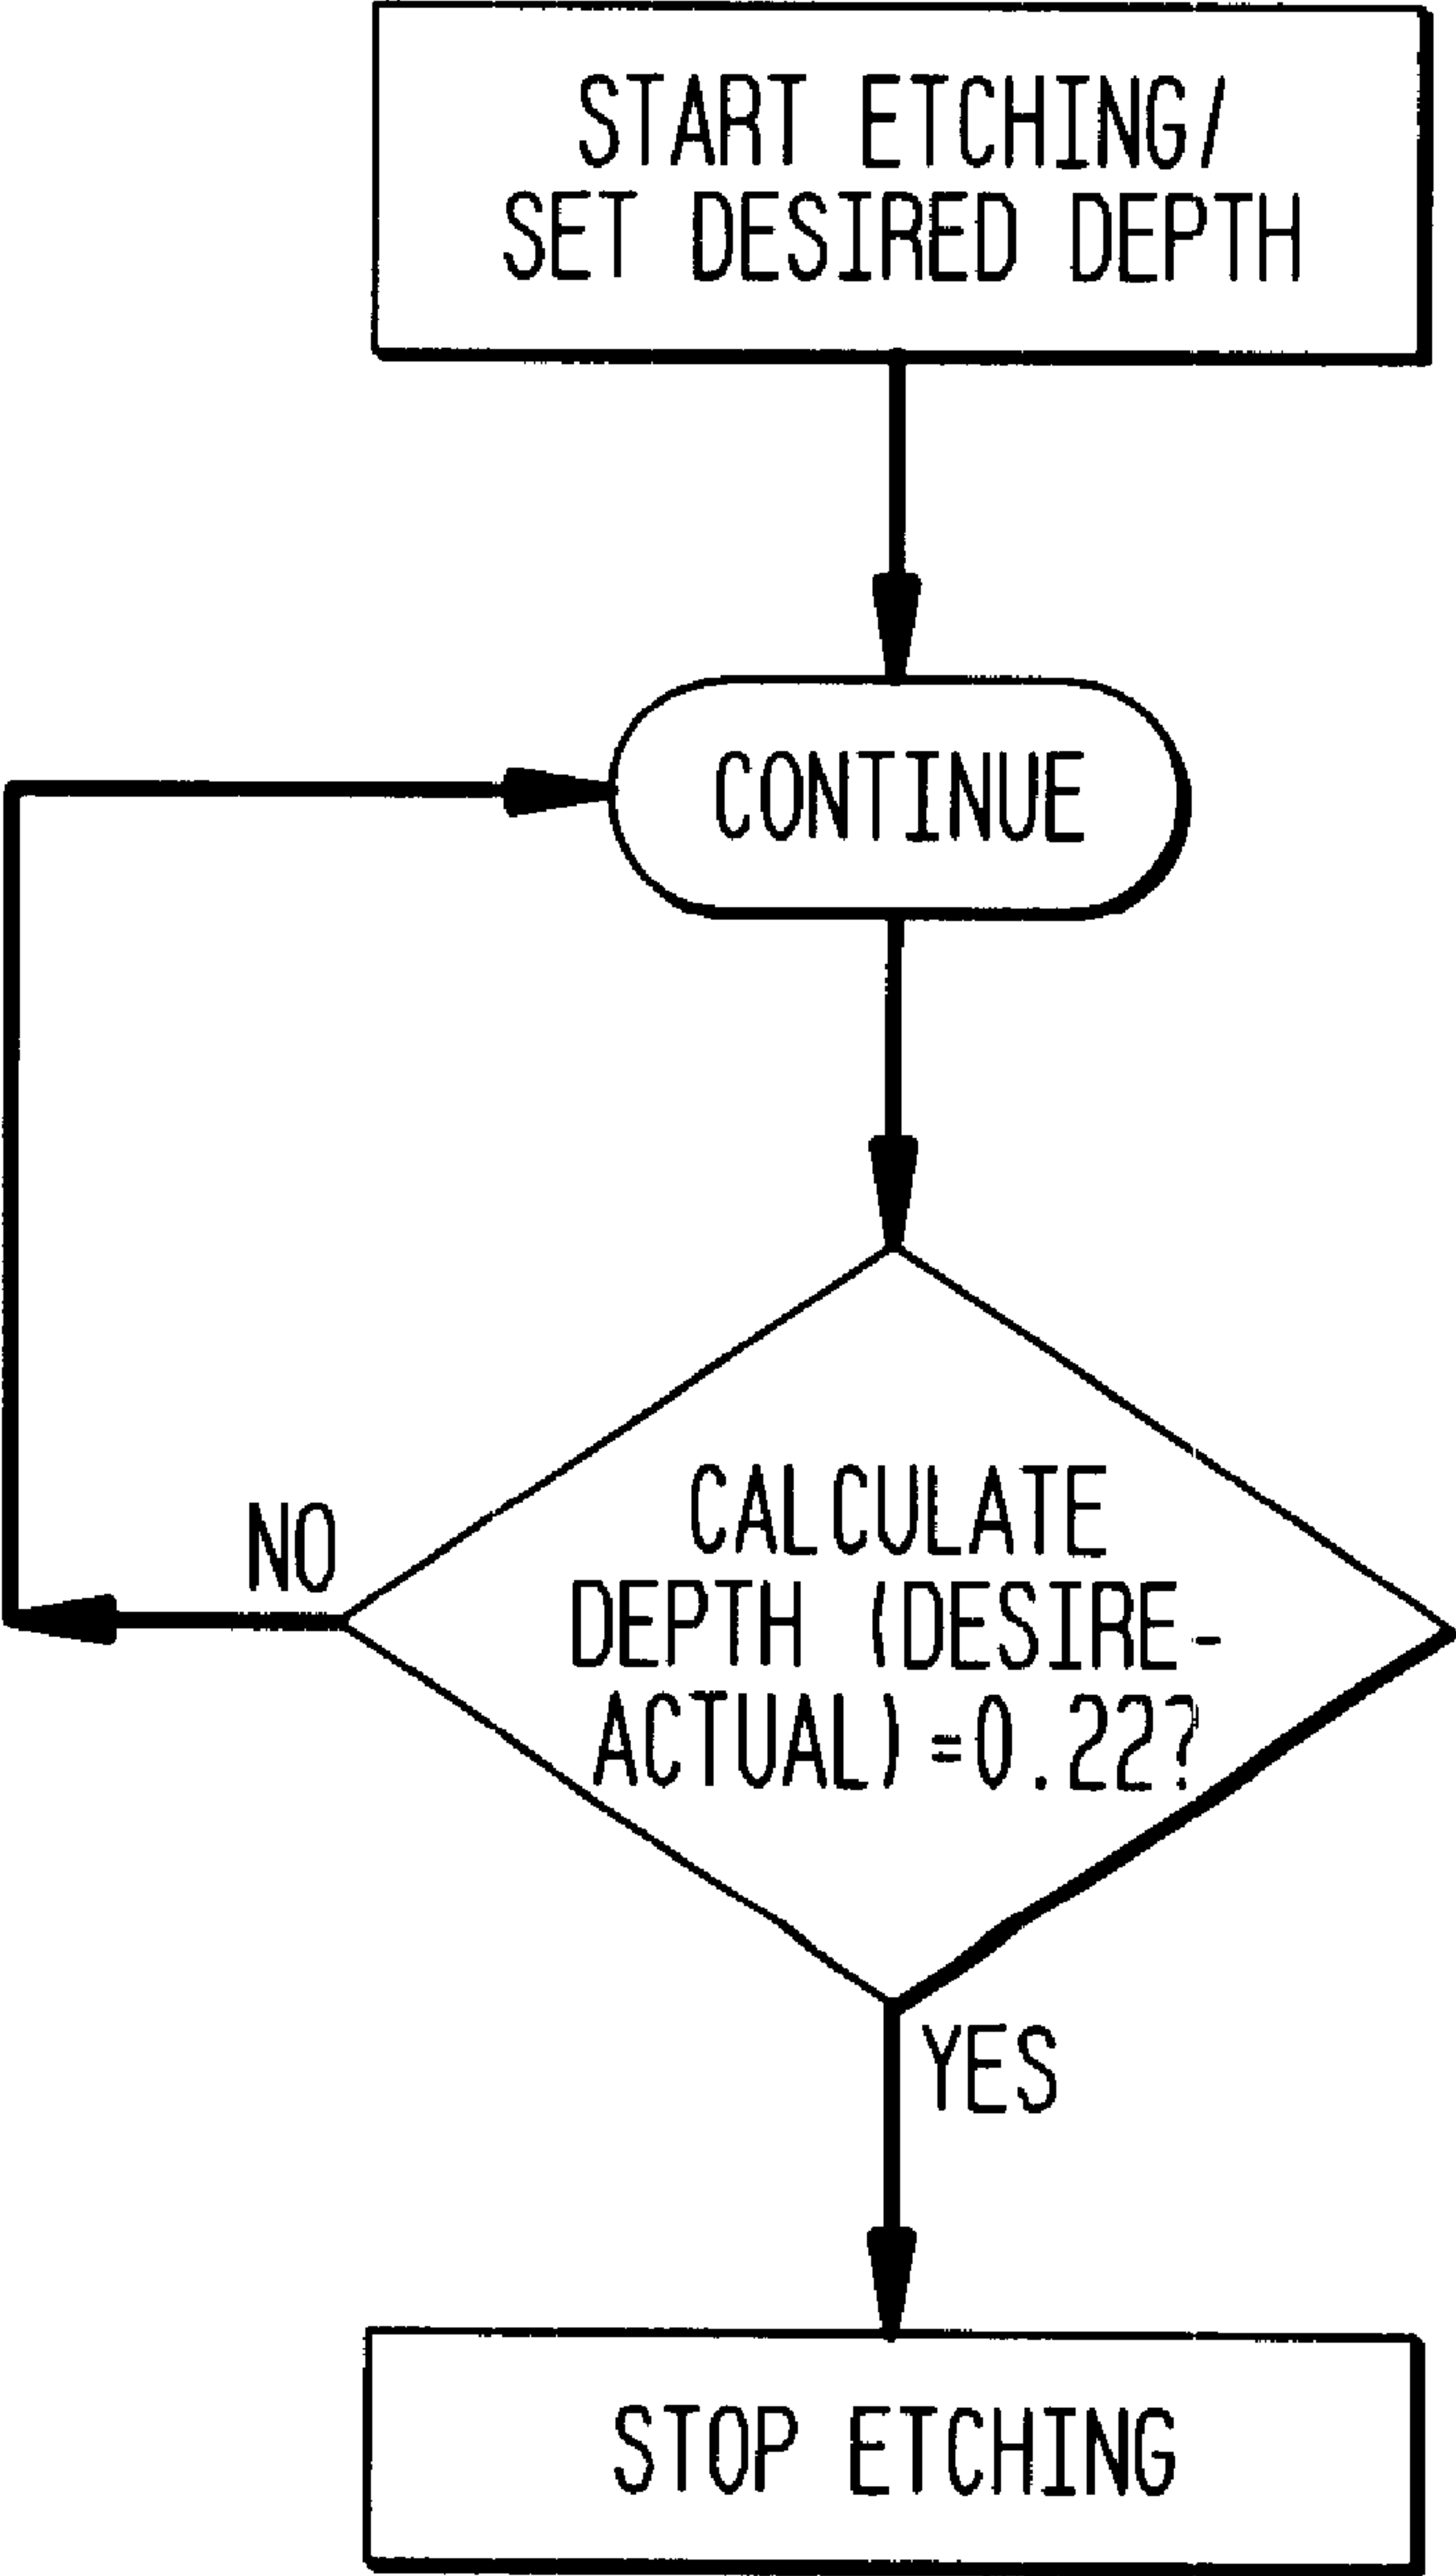 START ETCHING/
SET DESIRED DEPTH
CONTINUE
CALCULATE
DEPTH (DESIRE-
ACTUAL)=0.22?
NO
YES
STOP ETCHING